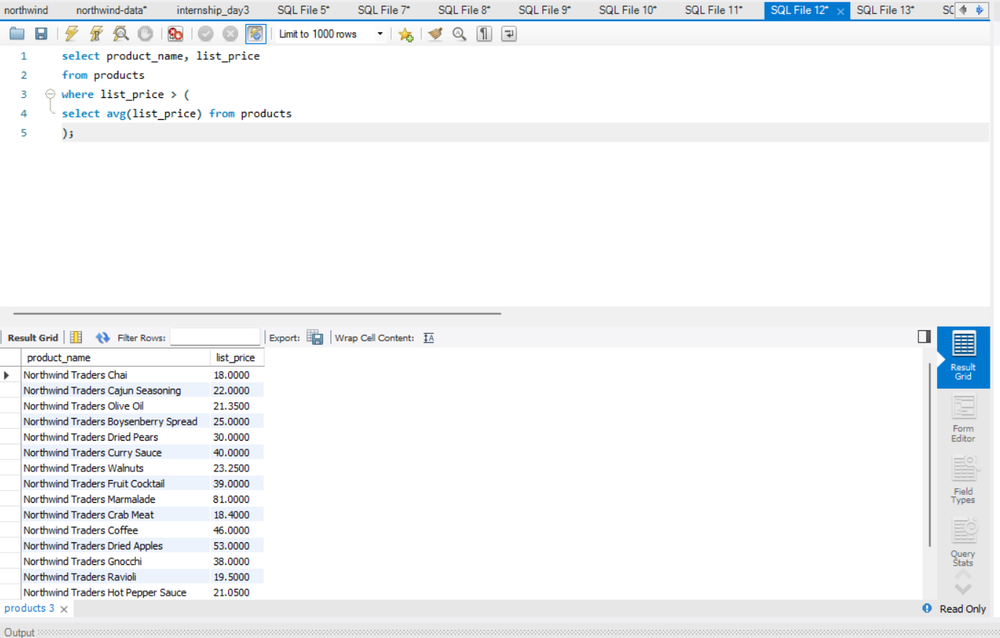 northwind northwind-data* internship_day3 SQL File 5* SQL File 7* SQL File 8* SQL File 9* SQL File 10* SQL File 11* SQL File 12* SQL File 13* SC
Limit to 1000 rows
1 select product_name, list_price
2 from products
3 where list_price > (
4 select avg(list_price) from products
5 );
Result Grid Filter Rows: Export: Wrap Cell Content:
product_name list_price
Northwind Traders Chai 18.0000
Northwind Traders Cajun Seasoning 22.0000
Northwind Traders Olive Oil 21.3500
Northwind Traders Boysenberry Spread 25.0000
Northwind Traders Dried Pears 30.0000
Northwind Traders Curry Sauce 40.0000
Northwind Traders Walnuts 23.2500
Northwind Traders Fruit Cocktail 39.0000
Northwind Traders Marmalade 81.0000
Northwind Traders Crab Meat 18.4000
Northwind Traders Coffee 46.0000
Northwind Traders Dried Apples 53.0000
Northwind Traders Gnocchi 38.0000
Northwind Traders Ravioli 19.5000
Northwind Traders Hot Pepper Sauce 21.0500
Result
Grid
Form
Editor
Field
Types
Query
Stats
products 3 Read Only
Output